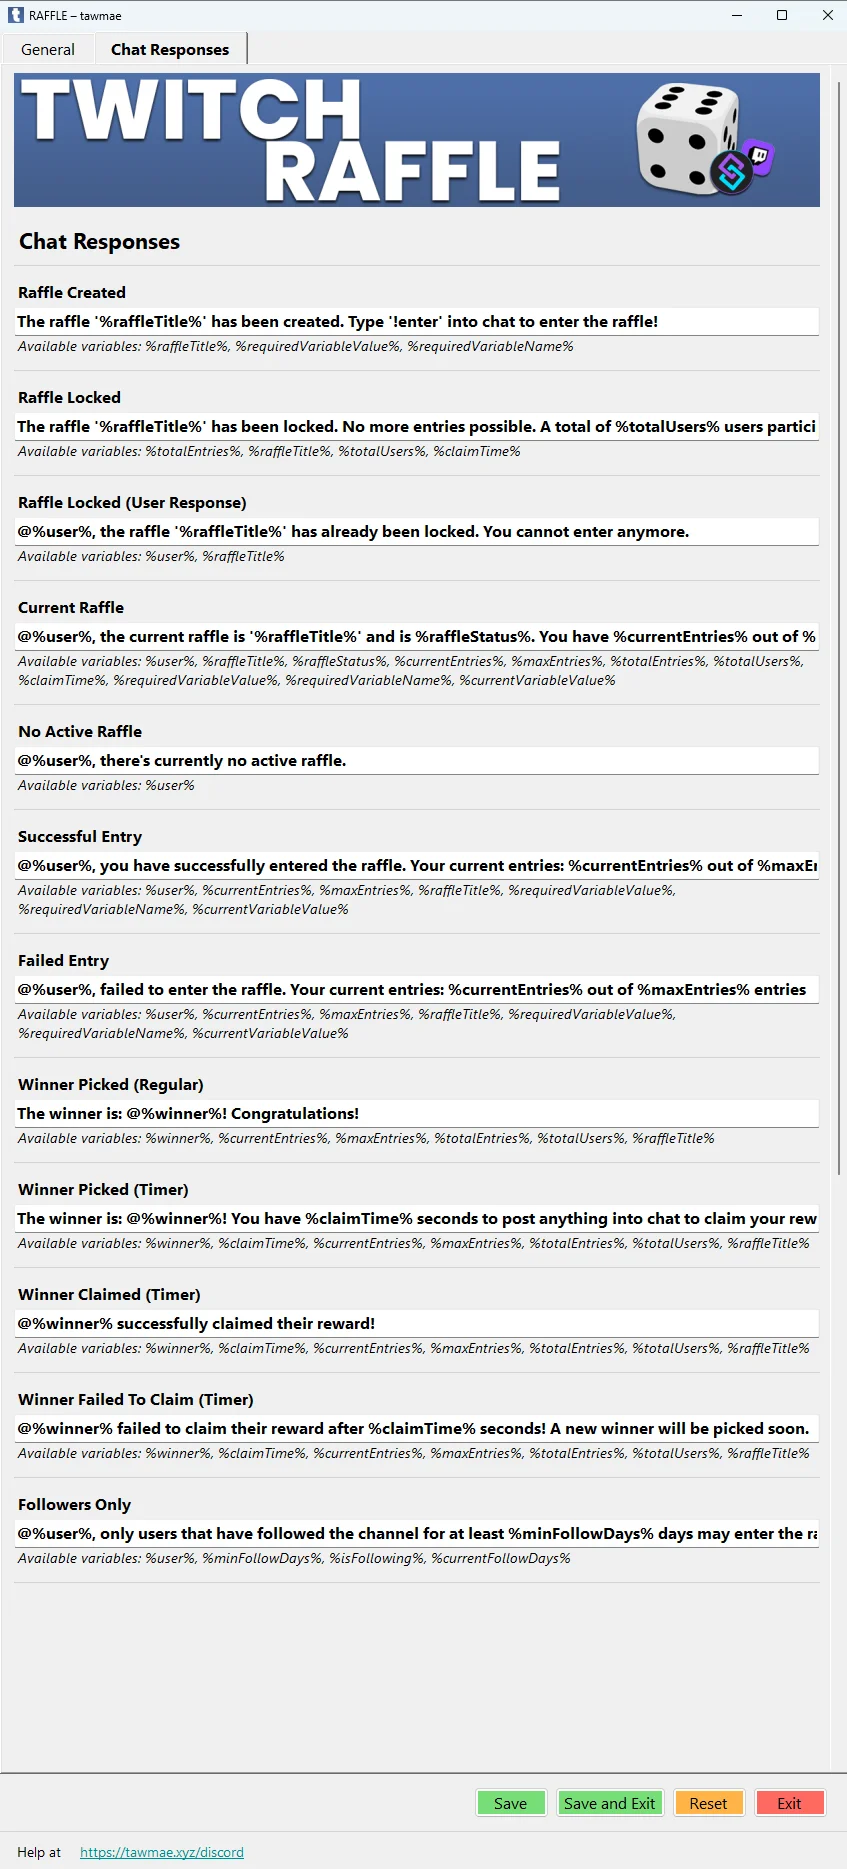 RAFFLE – tawmae
General Chat Responses
TWITCH
RAFFLE
Chat Responses
Raffle Created
The raffle '%raffleTitle%' has been created. Type '!enter' into chat to enter the raffle!
Available variables: %raffleTitle%, %requiredVariableValue%, %requiredVariableName%
Raffle Locked
The raffle '%raffleTitle%' has been locked. No more entries possible. A total of %totalUsers% users partici
Available variables: %totalEntries%, %raffleTitle%, %totalUsers%, %claimTime%
Raffle Locked (User Response)
@%user%, the raffle '%raffleTitle%' has already been locked. You cannot enter anymore.
Available variables: %user%, %raffleTitle%
Current Raffle
@%user%, the current raffle is '%raffleTitle%' and is %raffleStatus%. You have %currentEntries% out of %
Available variables: %user%, %raffleTitle%, %raffleStatus%, %currentEntries%, %maxEntries%, %totalEntries%, %totalUsers%,
%claimTime%, %requiredVariableValue%, %requiredVariableName%, %currentVariableValue%
No Active Raffle
@%user%, there's currently no active raffle.
Available variables: %user%
Successful Entry
@%user%, you have successfully entered the raffle. Your current entries: %currentEntries% out of %maxEn
Available variables: %user%, %currentEntries%, %maxEntries%, %raffleTitle%, %requiredVariableValue%,
%requiredVariableName%, %currentVariableValue%
Failed Entry
@%user%, failed to enter the raffle. Your current entries: %currentEntries% out of %maxEntries% entries
Available variables: %user%, %currentEntries%, %maxEntries%, %raffleTitle%, %requiredVariableValue%,
%requiredVariableName%, %currentVariableValue%
Winner Picked (Regular)
The winner is: @%winner%! Congratulations!
Available variables: %winner%, %currentEntries%, %maxEntries%, %totalEntries%, %totalUsers%, %raffleTitle%
Winner Picked (Timer)
The winner is: @%winner%! You have %claimTime% seconds to post anything into chat to claim your rew
Available variables: %winner%, %claimTime%, %currentEntries%, %maxEntries%, %totalEntries%, %totalUsers%, %raffleTitle%
Winner Claimed (Timer)
@%winner% successfully claimed their reward!
Available variables: %winner%, %claimTime%, %currentEntries%, %maxEntries%, %totalEntries%, %totalUsers%, %raffleTitle%
Winner Failed To Claim (Timer)
@%winner% failed to claim their reward after %claimTime% seconds! A new winner will be picked soon.
Available variables: %winner%, %claimTime%, %currentEntries%, %maxEntries%, %totalEntries%, %totalUsers%, %raffleTitle%
Followers Only
@%user%, only users that have followed the channel for at least %minFollowDays% days may enter the ra
Available variables: %user%, %minFollowDays%, %isFollowing%, %currentFollowDays%
Save Save and Exit Reset Exit
Help at https://tawmae.xyz/discord